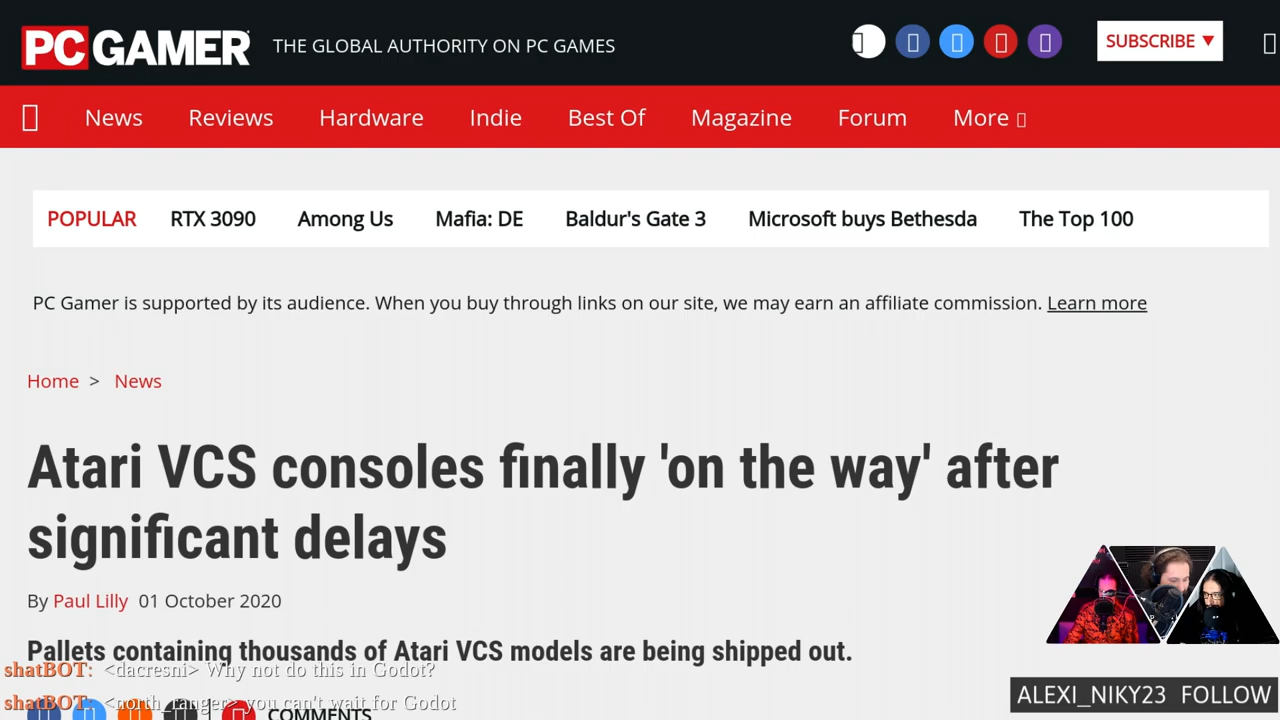 PC GAMER THE GLOBAL AUTHORITY ON PC GAMES SUBSCRIBE ▼
News Reviews Hardware Indie Best Of Magazine Forum More
POPULAR RTX 3090 Among Us Mafia: DE Baldur's Gate 3 Microsoft buys Bethesda The Top 100
PC Gamer is supported by its audience. When you buy through links on our site, we may earn an affiliate commission. Learn more
Home > News
Atari VCS consoles finally 'on the way' after
significant delays
By Paul Lilly 01 October 2020
Pallets containing thousands of Atari VCS models are being shipped out.
shatBOT: <dacresni> Why not do this in Godot?
shatBOT: <north_ranger> you can't wait for Godot
COMMENTS
ALEXI_NIKY23 FOLLOW